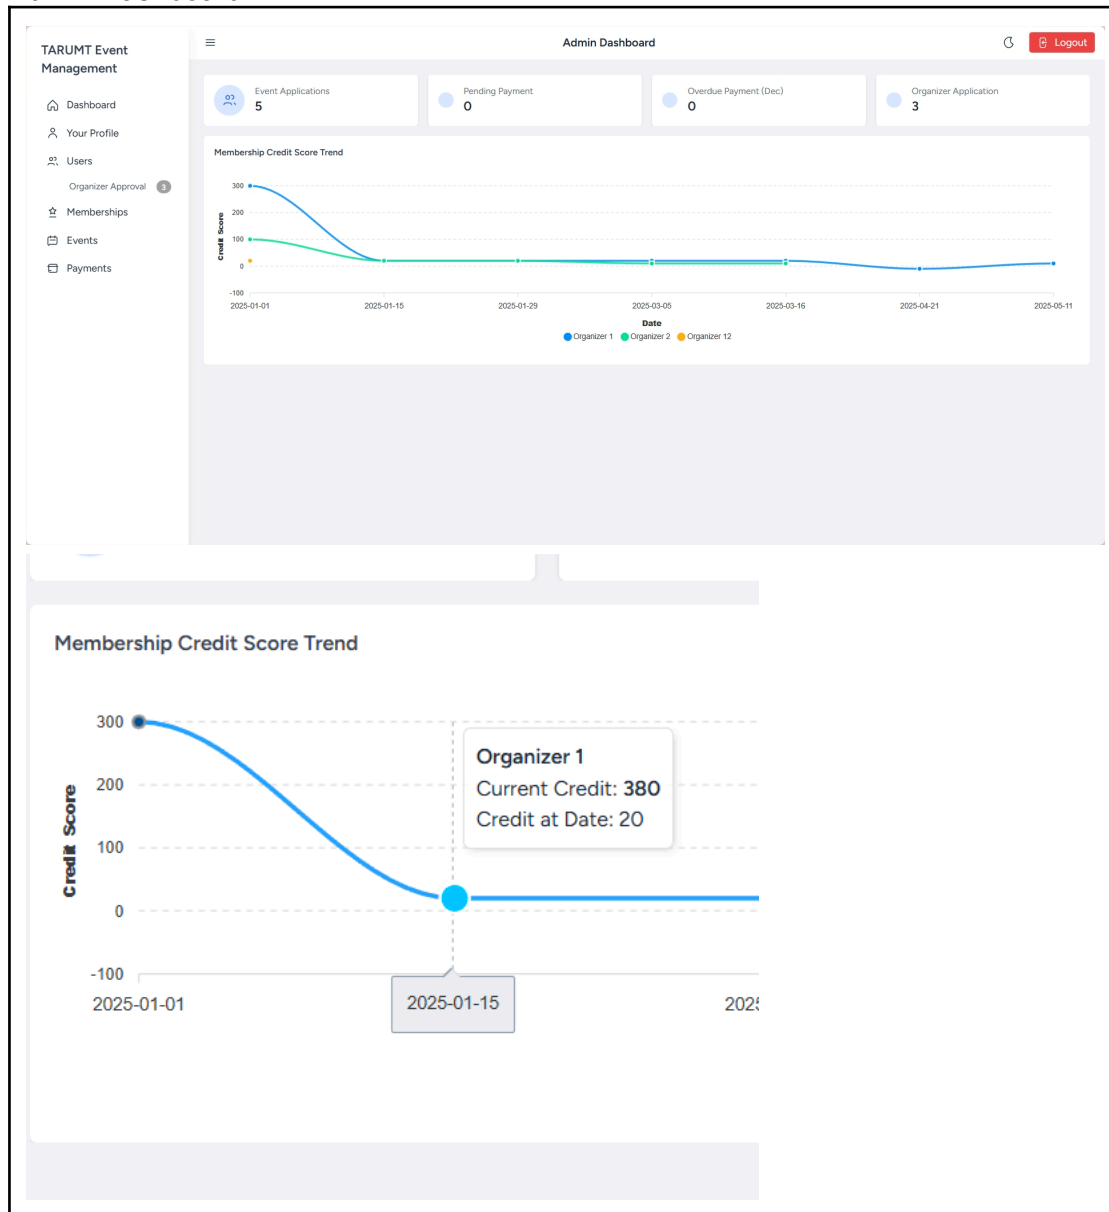 TARUMT Event
Management
Dashboard
Your Profile
Users
Organizer Approval 3
Memberships
Events
Payments
Admin Dashboard
Logout
Event Applications
5
Pending Payment
0
Overdue Payment (Dec)
0
Organizer Application
3
Membership Credit Score Trend
300
200
100
0
-100
Credit Score
2025-01-01 2025-01-15 2025-01-29 2025-03-05 2025-03-16 2025-04-21 2025-05-11
Date
Organizer 1 Organizer 2 Organizer 12
Membership Credit Score Trend
300
200
100
0
-100
Credit Score
Organizer 1
Current Credit: 380
Credit at Date: 20
2025-01-01 2025-01-15